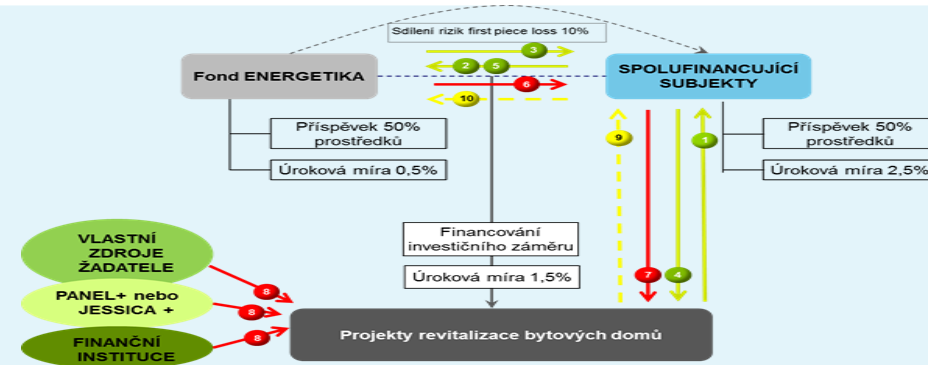 Sdílení rizik first piece loss 10%
3
2
5
Fond ENERGETIKA
SPOLUFINANCUJÍCÍ
SUBJEKTY
6
10
Příspěvek 50%
prostředků
9
1
Příspěvek 50%
prostředků
Úroková míra 0,5%
Úroková míra 2,5%
Financování
investičního záměru
VLASTNÍ
ZDROJE
ŽADATELE
Úroková míra 1,5%
7
4
8
PANEL+ nebo
JESSICA +
8
Projekty revitalizace bytových domů
8
FINANČNÍ
INSTITUCE